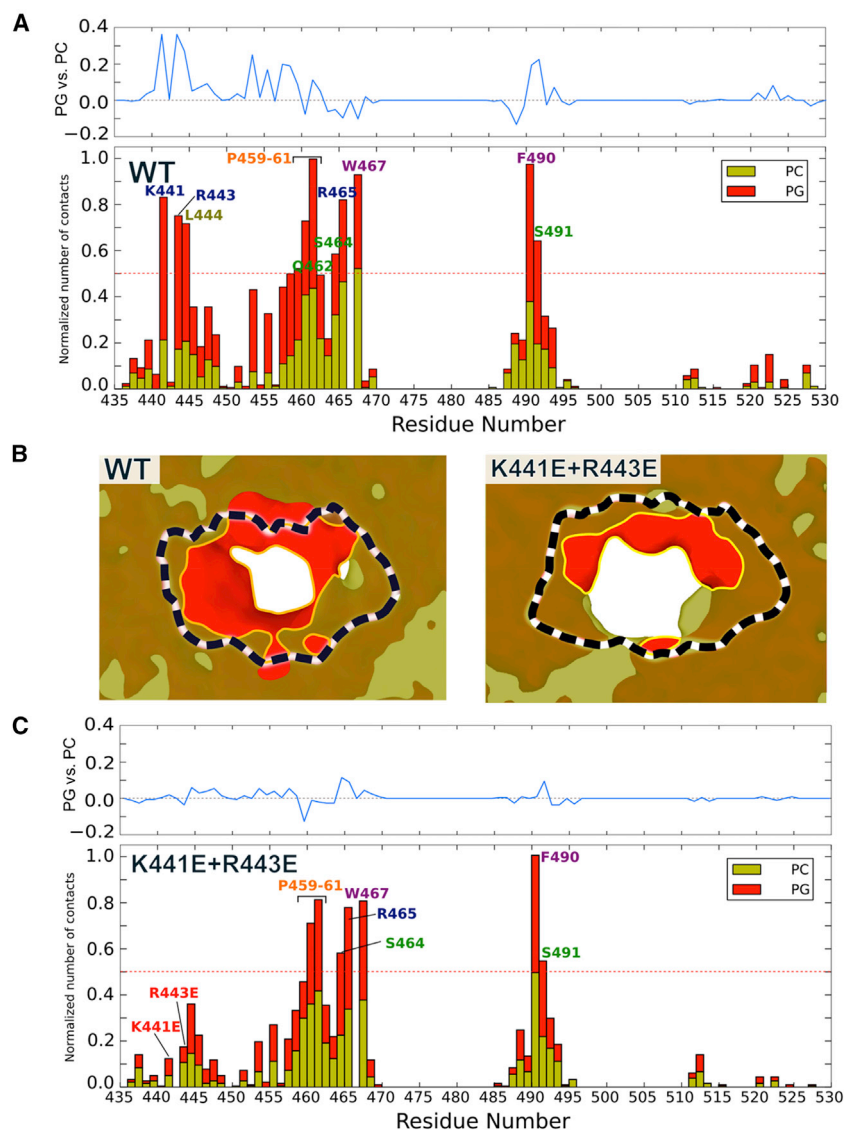 A
PG vs. PC
0.4
0.2
0.0
−0.2
WT
P459-61
W467
F490
K441
R443
R465
L444
S464
Q462
S491
PC
PG
Normalized number of contacts
1.0
0.8
0.6
0.4
0.2
0.0
435 440 445 450 455 460 465 470 475 480 485 490 495 500 505 510 515 520 525 530
Residue Number
B
WT
K441E+R443E
C
PG vs. PC
0.4
0.2
0.0
−0.2
K441E+R443E
P459-61
W467
F490
R465
S464
S491
R443E
K441E
PC
PG
Normalized number of contacts
1.0
0.8
0.6
0.4
0.2
0.0
435 440 445 450 455 460 465 470 475 480 485 490 495 500 505 510 515 520 525 530
Residue Number